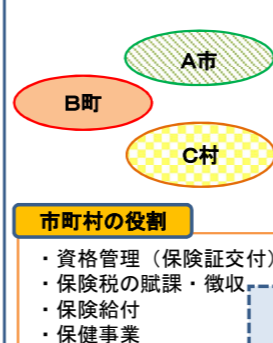 A市
B町
C村
市町村の役割
・資格管理（保険証交付）
・保険税の賦課・徴収
・保険給付
・保健事業